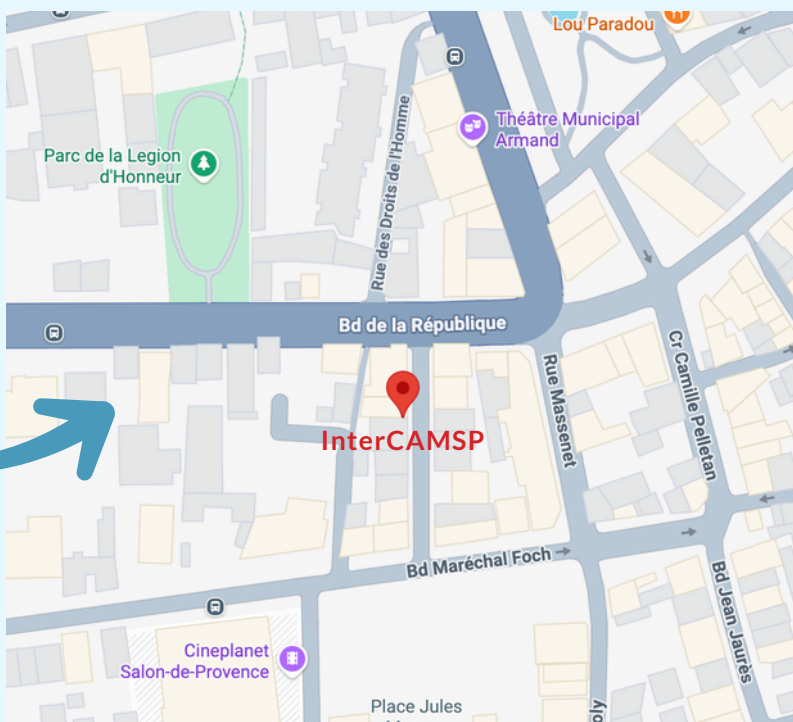 Lou Paradou
Théâtre Municipal
Armand
Parc de la Legion
d'Honneur
Rue des Droits de l'Homme
Bd de la République
Rue Massenet
Cr Camille Pelletan
InterCAMSP
Bd Maréchal Foch
Bd Jean Jaurès
Cineplanet
Salon-de-Provence
Place Jules